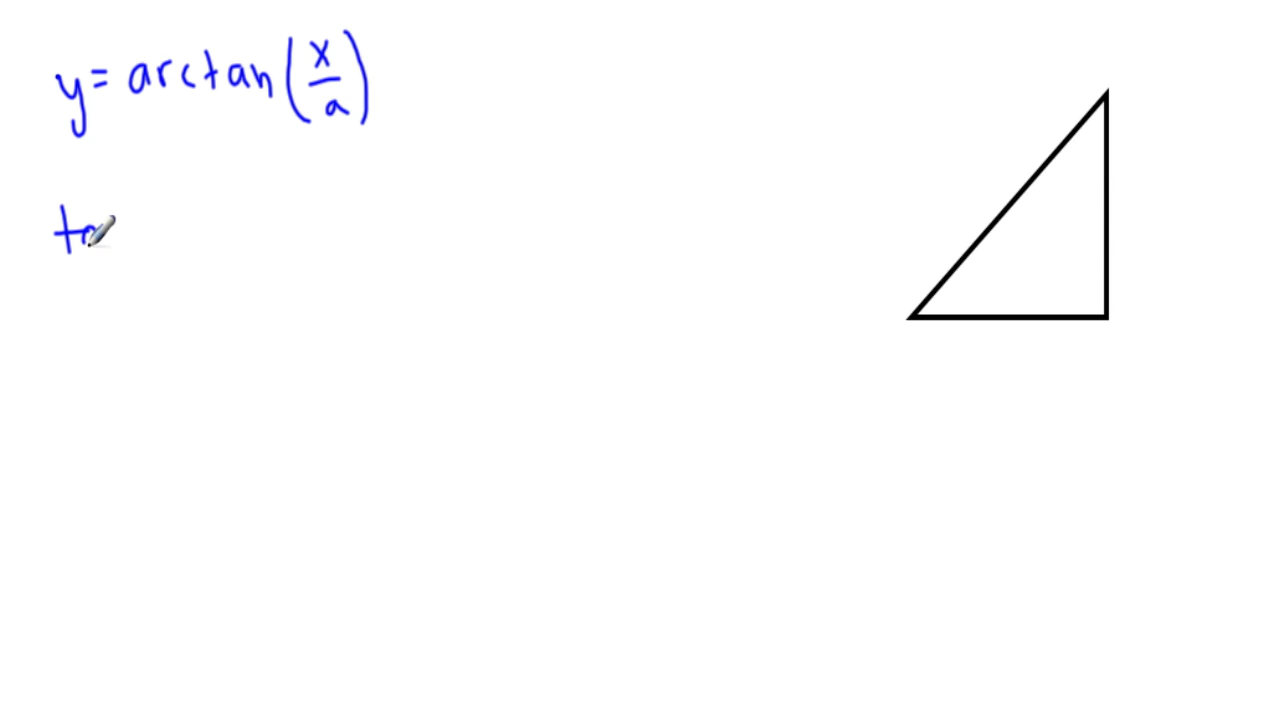 y = arctan(x/a)